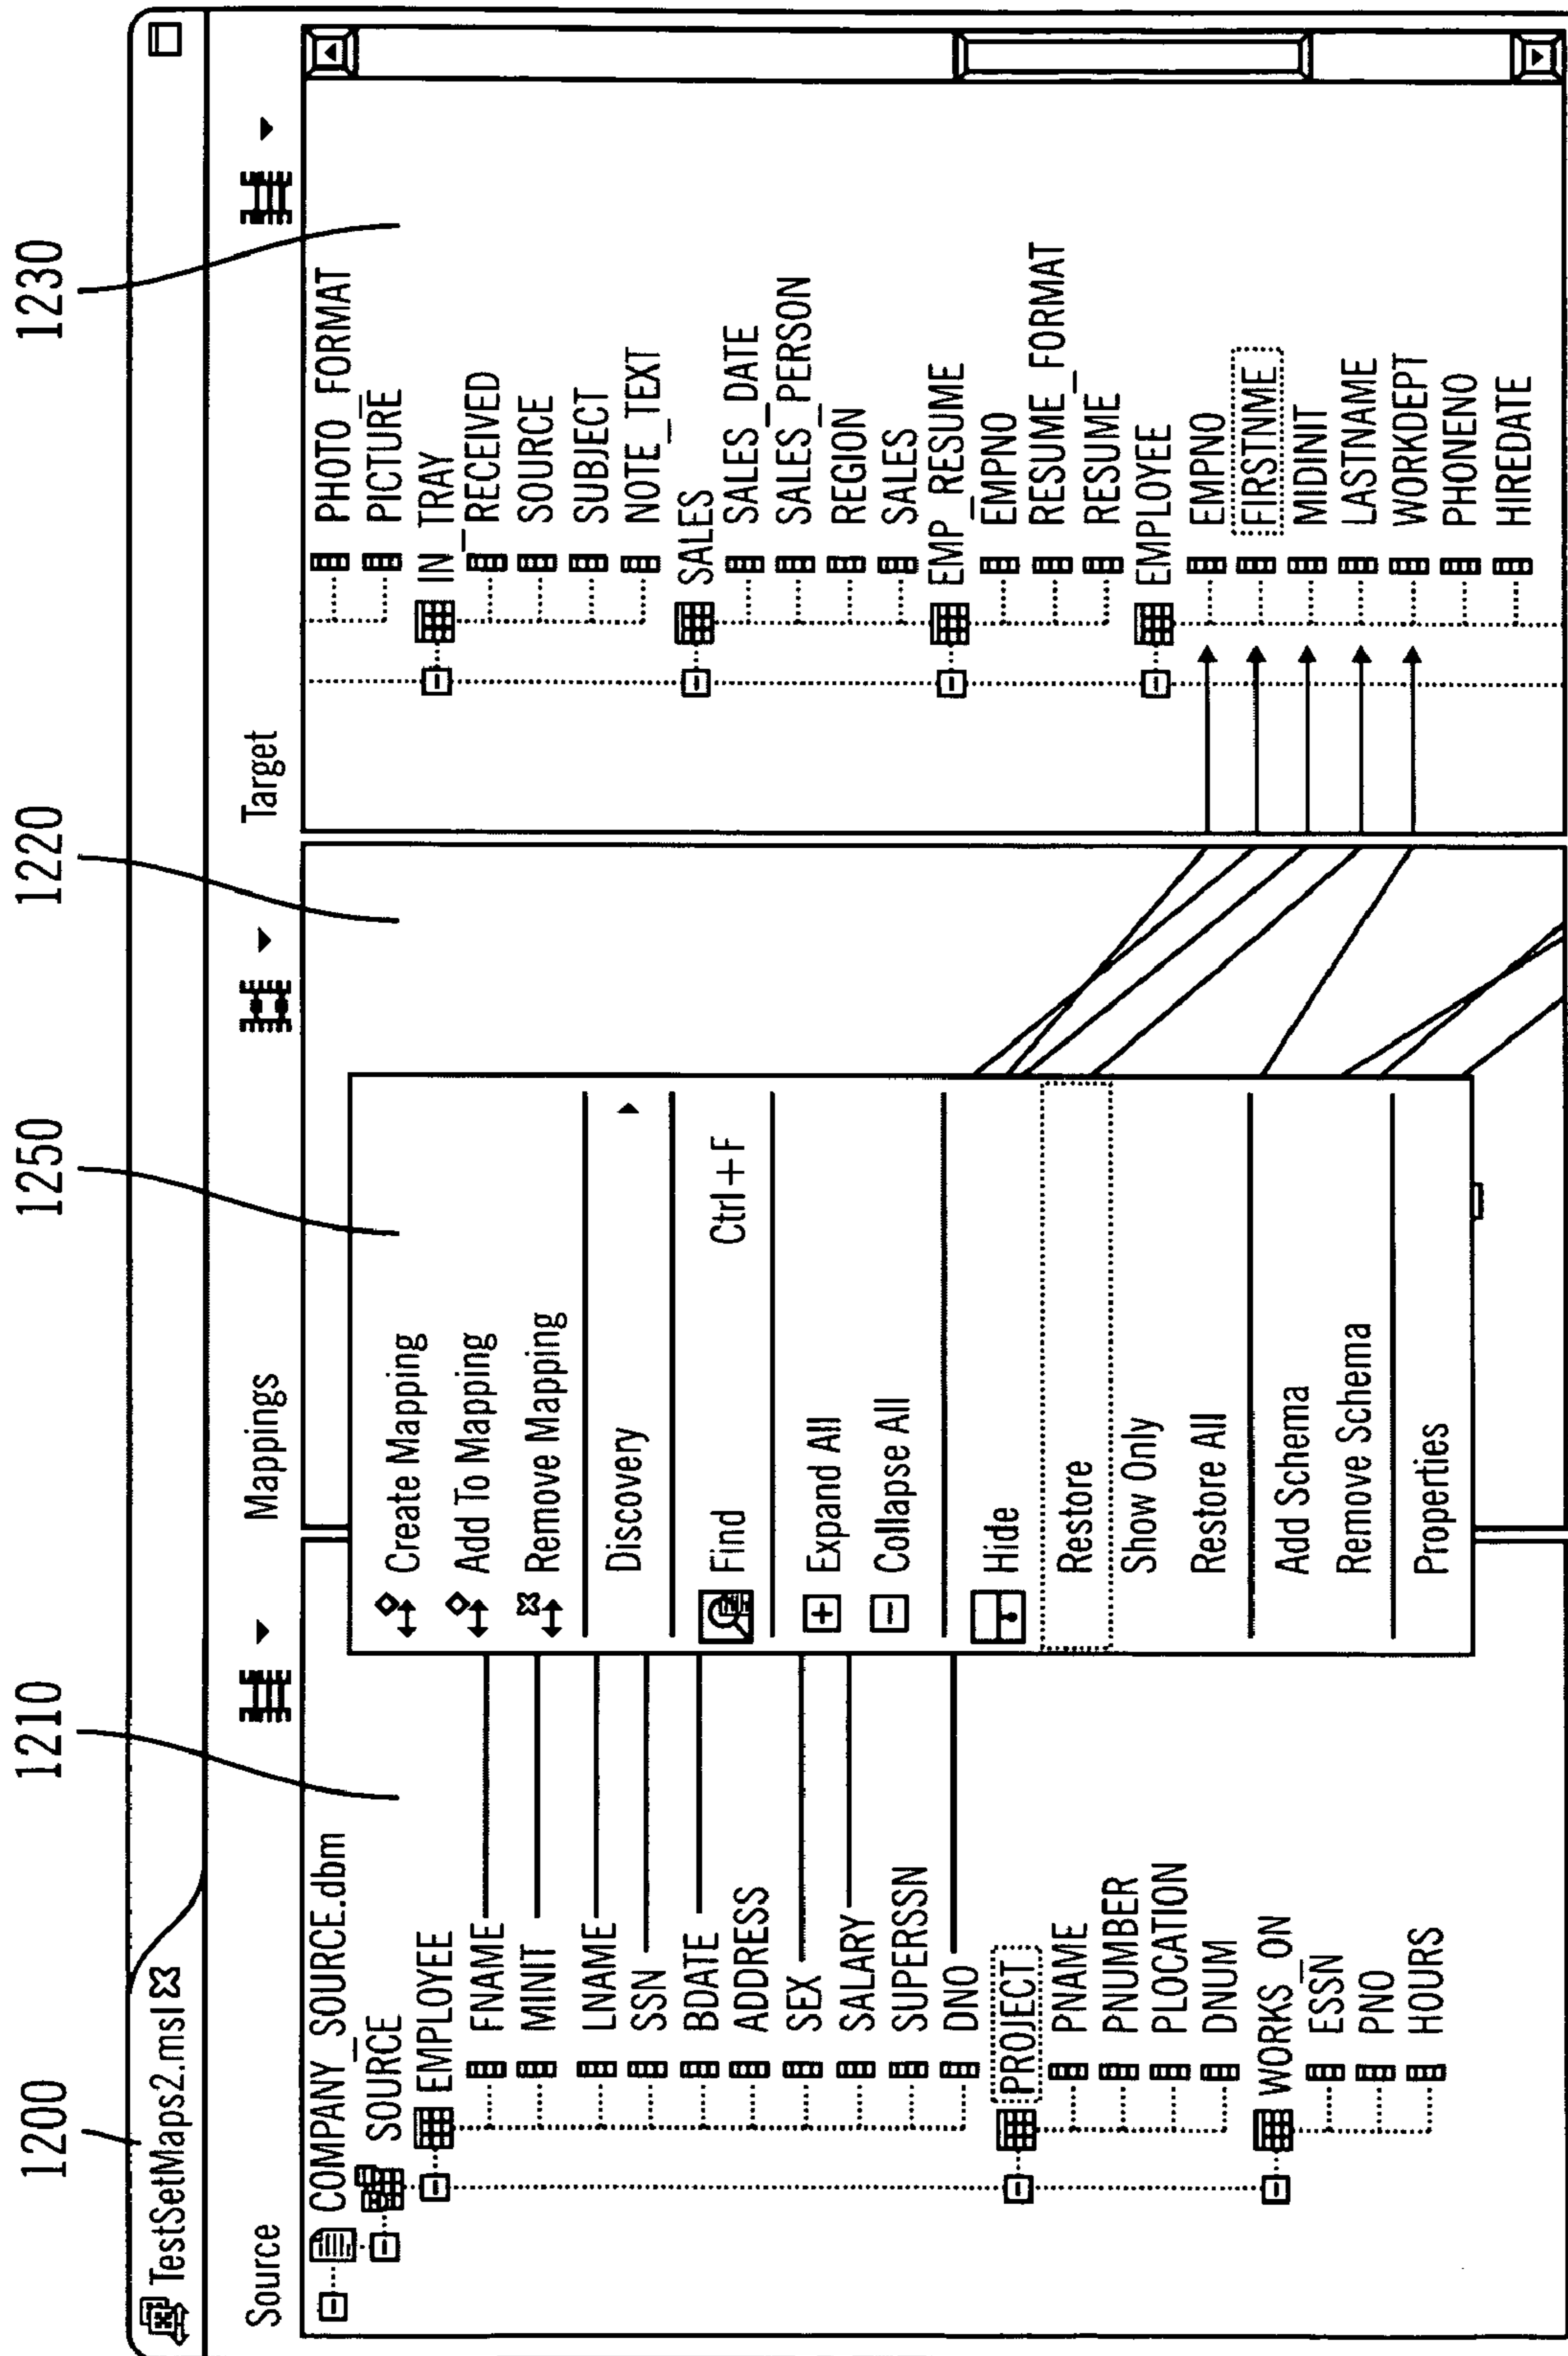 1200
1210
1250
1220
1230
TestSetMaps2.msl
Source
COMPANY_SOURCE.dbm
SOURCE
EMPLOYEE
FNAME
MINIT
LNAME
SSN
BDATE
ADDRESS
SEX
SALARY
SUPERSSN
DNO
PROJECT
PNAME
PNUMBER
PLOCATION
DNUM
WORKS_ON
ESSN
PNO
HOURS
Mappings
Create Mapping
Add To Mapping
Remove Mapping
Discovery
Find Ctrl+F
Expand All
Collapse All
Hide
Restore
Show Only
Restore All
Add Schema
Remove Schema
Properties
Target
PHOTO_FORMAT
PICTURE
IN_TRAY
RECEIVED
SOURCE
SUBJECT
NOTE_TEXT
SALES
SALES_DATE
SALES_PERSON
REGION
SALES
EMP_RESUME
EMPNO
RESUME_FORMAT
RESUME
EMPLOYEE
EMPNO
FIRSTNME
MIDINIT
LASTNAME
WORKDEPT
PHONENO
HIREDATE